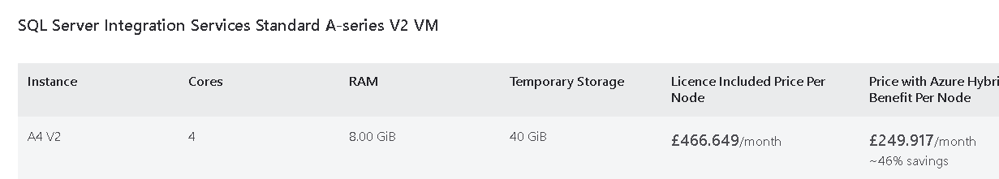 SQL Server Integration Services Standard A-series V2 VM
Instance Cores RAM Temporary Storage Licence Included Price Per Node Price with Azure Benefit Per Node
A4 V2 4 8.00 GiB 40 GiB £466.649/month £249.917/month
~46% savings